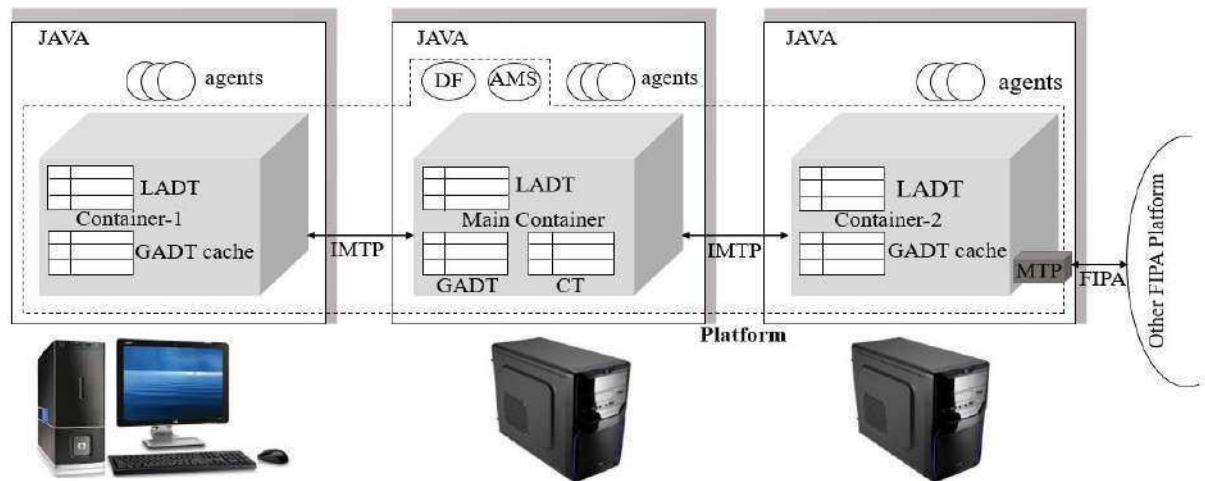 JAVA
agents
LADT
Container-1
GADT cache
IMTP
JAVA
DF
AMS
agents
LADT
Main Container
GADT
CT
IMTP
JAVA
agents
LADT
Container-2
GADT cache
MTP
FIPA
Other FIPA Platform
Platform